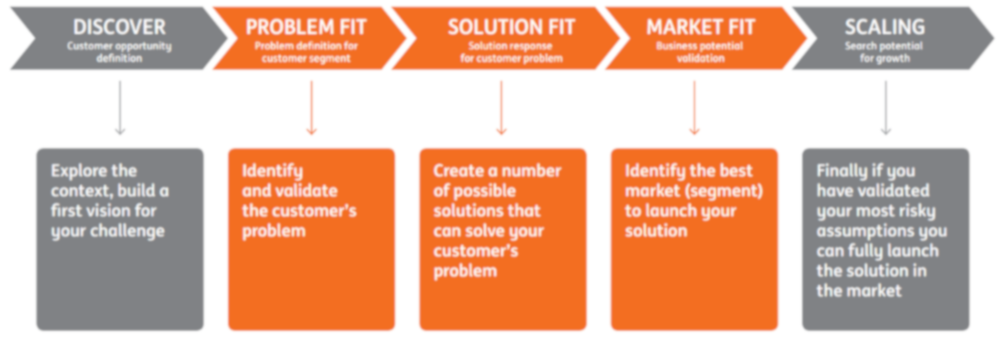 DISCOVER
Customer opportunity
definition
PROBLEM FIT
Problem definition for
customer segment
SOLUTION FIT
Solution response
for customer problem
MARKET FIT
Business potential
validation
SCALING
Search potential
for growth
Explore the
context, build a
first vision for
your challenge
Identify
and validate
the customer's
problem
Create a number
of possible
solutions that
can solve your
customer's
problem
Identify the best
market (segment)
to launch your
solution
Finally if you
have validated
your most risky
assumptions you
can fully launch
the solution in
the market